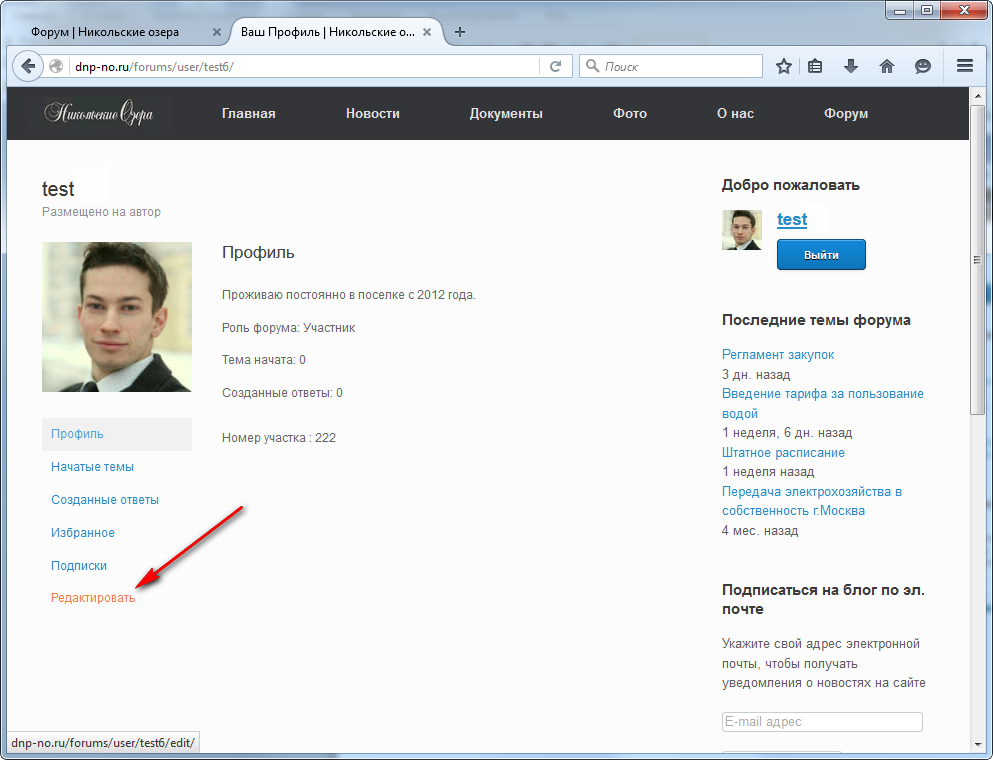 Форум | Никольские озера
Ваш Профиль | Никольские о...
dnp-no.ru/forums/user/test6/
Поиск
Никольские Озера
Главная
Новости
Документы
Фото
О нас
Форум
test
Размещено на автор
Профиль
Проживаю постоянно в поселке с 2012 года.
Роль форума: Участник
Тема начата: 0
Созданные ответы: 0
Номер участка : 222
Профиль
Начатые темы
Созданные ответы
Избранное
Подписки
Редактировать
Добро пожаловать
test
Выйти
Последние темы форума
Регламент закупок
3 дн. назад
Введение тарифа за пользование
водой
1 неделя, 6 дн. назад
Штатное расписание
1 неделя назад
Передача электрохозяйства в
собственность г.Москва
4 мес. назад
Подписаться на блог по эл.
почте
Укажите свой адрес электронной
почты, чтобы получать
уведомления о новостях на сайте
E-mail адрес
dnp-no.ru/forums/user/test6/edit/